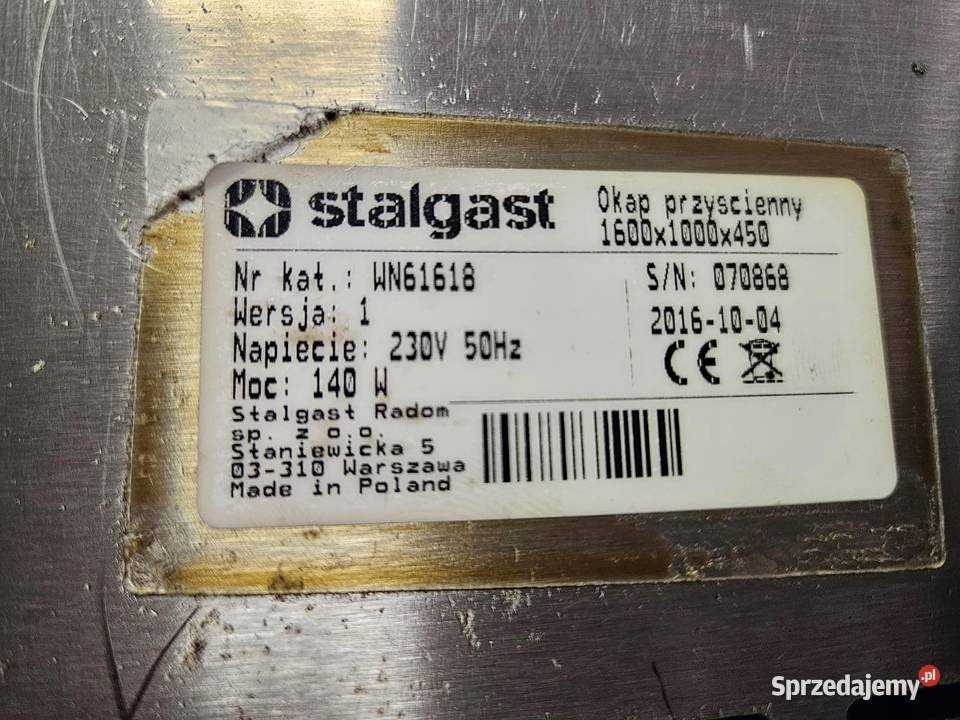 stalgast
Okap przyscienny
1600x1000x450
Nr kat.: WN61618
Wersja: 1
Napiecie: 230V 50Hz
Moc: 140 W
S/N: 070868
2016-10-04
CE
Stalgast Radom
sp. z o.o.
Staniewicka 5
03-310 Warszawa
Made in Poland
Sprzedajemy.pl